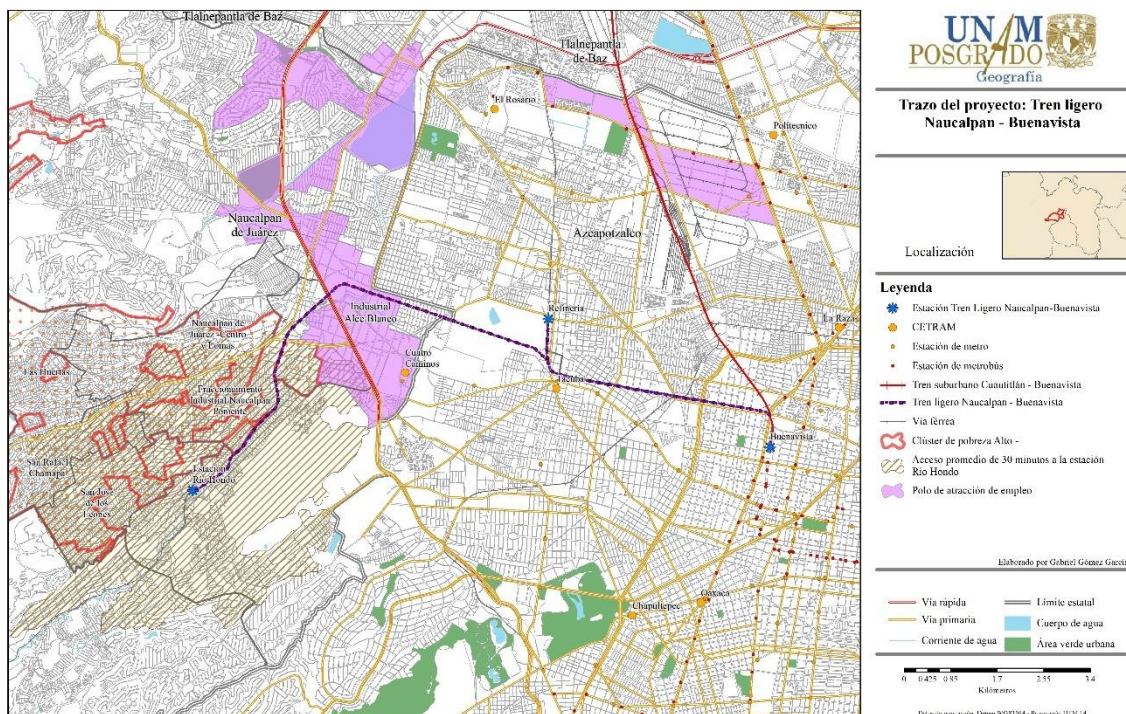 Tlalnepantla de Baz
Tlalnepantla
de Baz
El Rosario
Politecnico
Naucalpan
de Juárez
Azcapotzalco
Refineria
La Raza
Industrial
Alce Blanco
Naucalpan de
Juárez -Centro
y Lomas
Cuatro
Caminos
Las Huertas
Tacuba
Fraccionamiento
Industrial Naucalpan
Poniente
Buenavista
San Rafael
Chamapa
Estación
Río Hondo
San José
de los
Leones
Chapultepec
Oaxaca
UNAM
POSGRADO
Geografía
Trazo del proyecto: Tren ligero
Naucalpan - Buenavista
Localización
Leyenda
Estación Tren Ligero Naucalpan-Buenavista
CETRAM
Estación de metro
Estación de metrobús
Tren suburbano Cuautitlán - Buenavista
Tren ligero Naucalpan - Buenavista
Vía férrea
Clúster de pobreza Alto -
Acceso promedio de 30 minutos a la estación
Río Hondo
Polo de atracción de empleo
Elaborado por Gabriel Gómez García
Vía rápida
Vía primaria
Corriente de agua
Límite estatal
Cuerpo de agua
Área verde urbana
0 0.425 0.85 1.7 2.55 3.4
Kilómetros